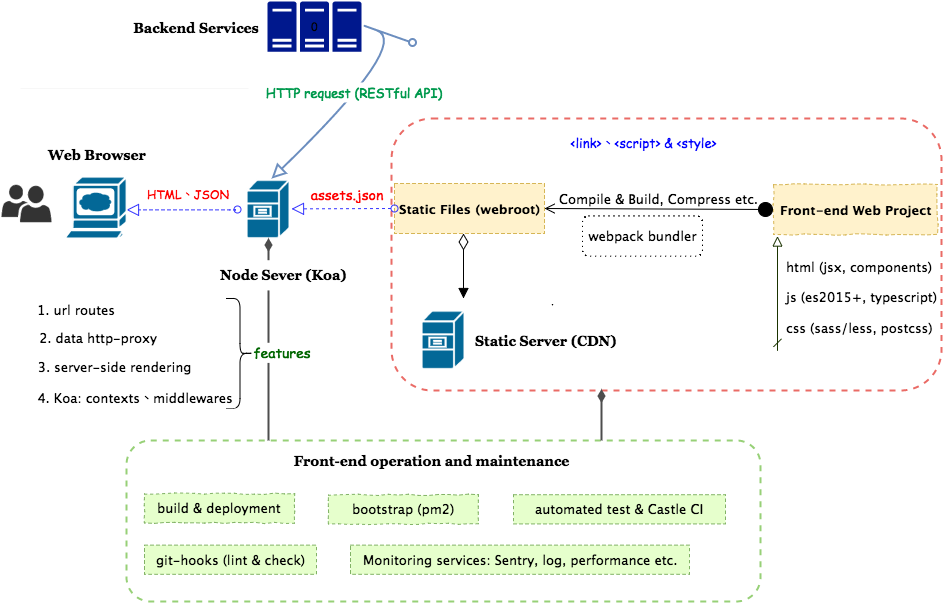 Backend Services
0
HTTP request (RESTful API)
<link>、<script> & <style>
Web Browser
HTML、JSON
assets.json
Static Files (webroot)
Compile & Build, Compress etc.
webpack bundler
Front-end Web Project
html (jsx, components)
js (es2015+, typescript)
css (sass/less, postcss)
Node Sever (Koa)
1. url routes
2. data http-proxy
3. server-side rendering
4. Koa: contexts、middlewares
features
Static Server (CDN)
Front-end operation and maintenance
build & deployment
bootstrap (pm2)
automated test & Castle CI
git-hooks (lint & check)
Monitoring services: Sentry, log, performance etc.